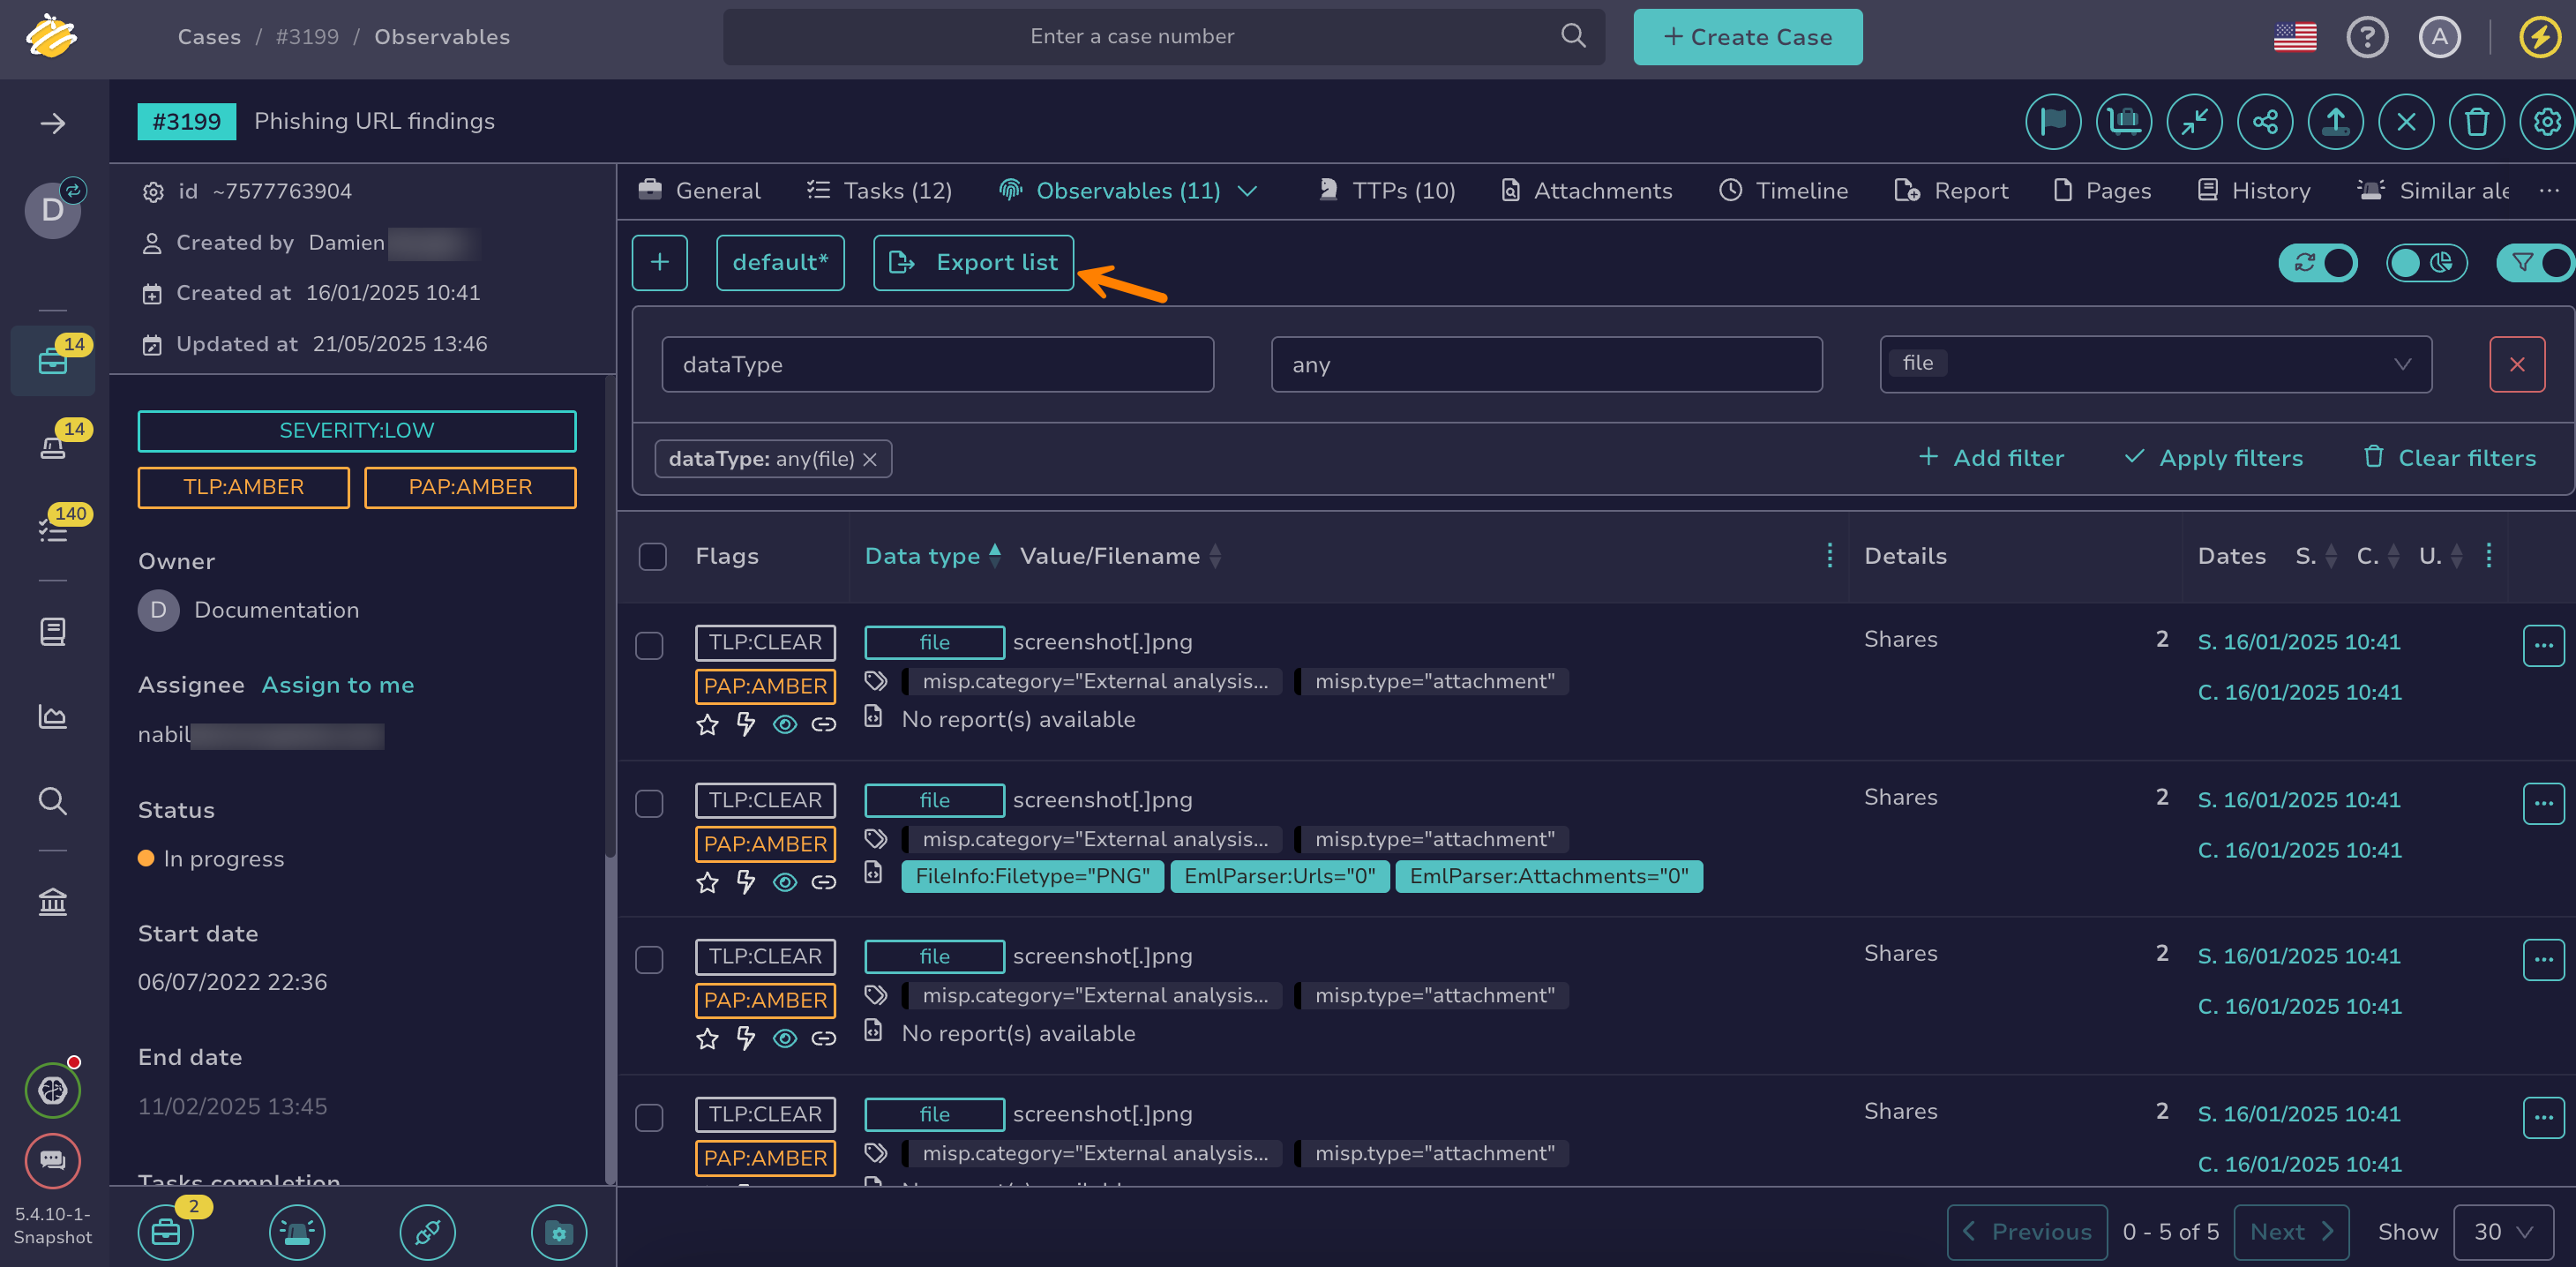 Cases / #3199 / Observables
Enter a case number
+ Create Case
A
#3199 Phishing URL findings
D
14
14
140
5.4.10-1-
Snapshot
id ~7577763904
Created by Damien
Created at 16/01/2025 10:41
Updated at 21/05/2025 13:46
SEVERITY:LOW
TLP:AMBER PAP:AMBER
Owner
D Documentation
Assignee Assign to me
nabil
Status
In progress
Start date
06/07/2022 22:36
End date
11/02/2025 13:45
Tasks completion
2
General Tasks (12) Observables (11) TTPs (10) Attachments Timeline Report Pages History Similar ale ...
+ default* Export list
dataType any file
dataType: any(file)
+ Add filter Apply filters Clear filters
Flags Data type Value/Filename Details Dates S. C. U.
TLP:CLEAR file screenshot[.]png Shares 2 S. 16/01/2025 10:41
PAP:AMBER misp.category="External analysis... misp.type="attachment" C. 16/01/2025 10:41
No report(s) available
TLP:CLEAR file screenshot[.]png Shares 2 S. 16/01/2025 10:41
PAP:AMBER misp.category="External analysis... misp.type="attachment" C. 16/01/2025 10:41
FileInfo:Filetype="PNG" EmlParser:Urls="0" EmlParser:Attachments="0"
TLP:CLEAR file screenshot[.]png Shares 2 S. 16/01/2025 10:41
PAP:AMBER misp.category="External analysis... misp.type="attachment" C. 16/01/2025 10:41
No report(s) available
TLP:CLEAR file screenshot[.]png Shares 2 S. 16/01/2025 10:41
PAP:AMBER misp.category="External analysis... misp.type="attachment" C. 16/01/2025 10:41
Previous 0 - 5 of 5 Next Show 30